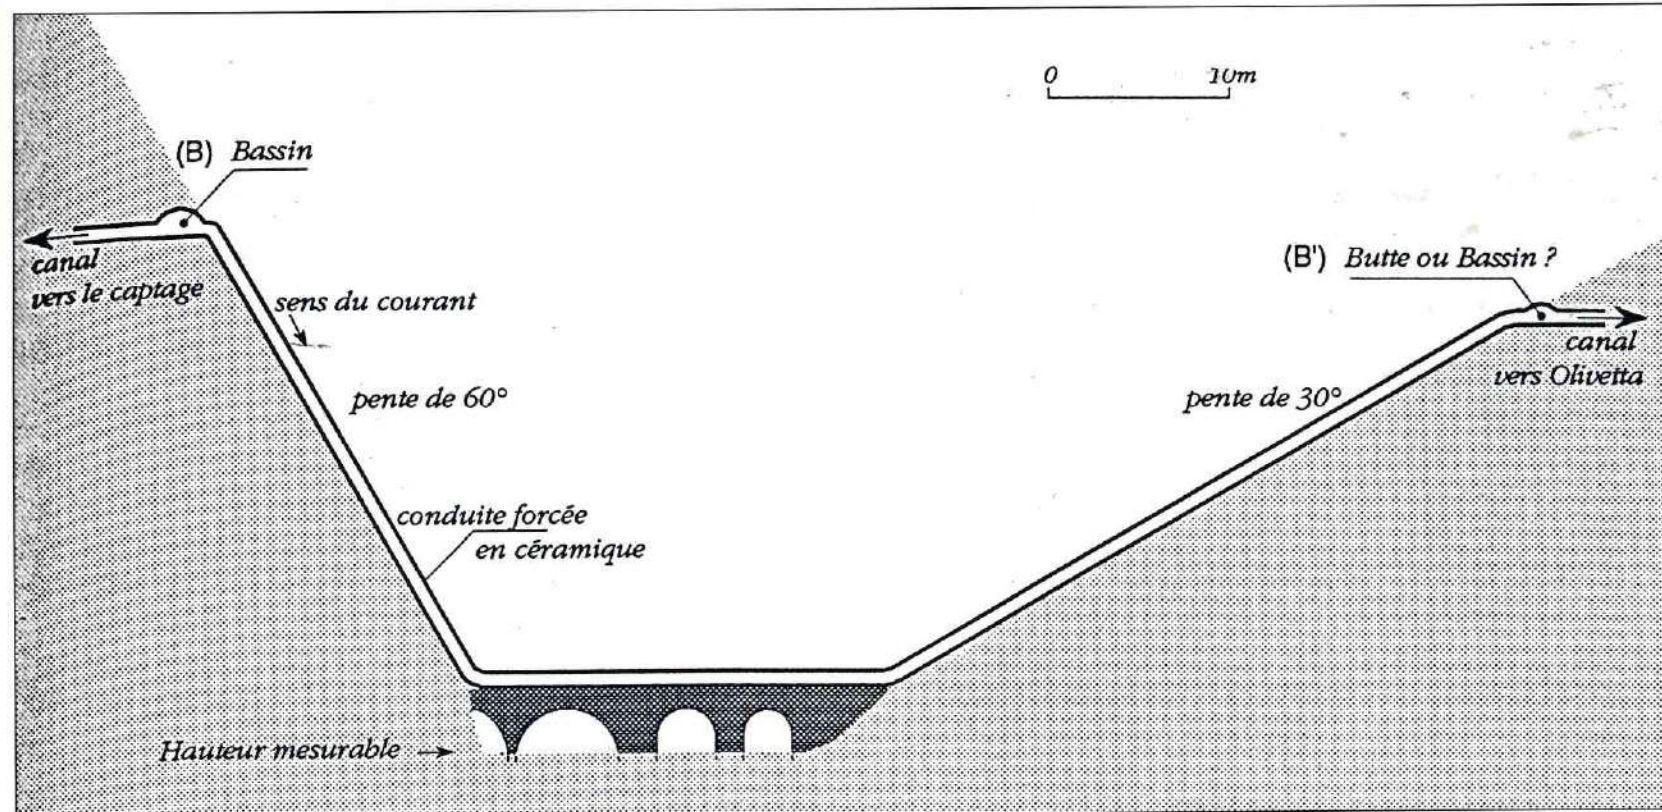 0 10m
(B) Bassin
canal
vers le captage
sens du courant
(B') Butte ou Bassin ?
canal
vers Olivetta
pente de 60°
pente de 30°
conduite forcée
en céramique
Hauteur mesurable